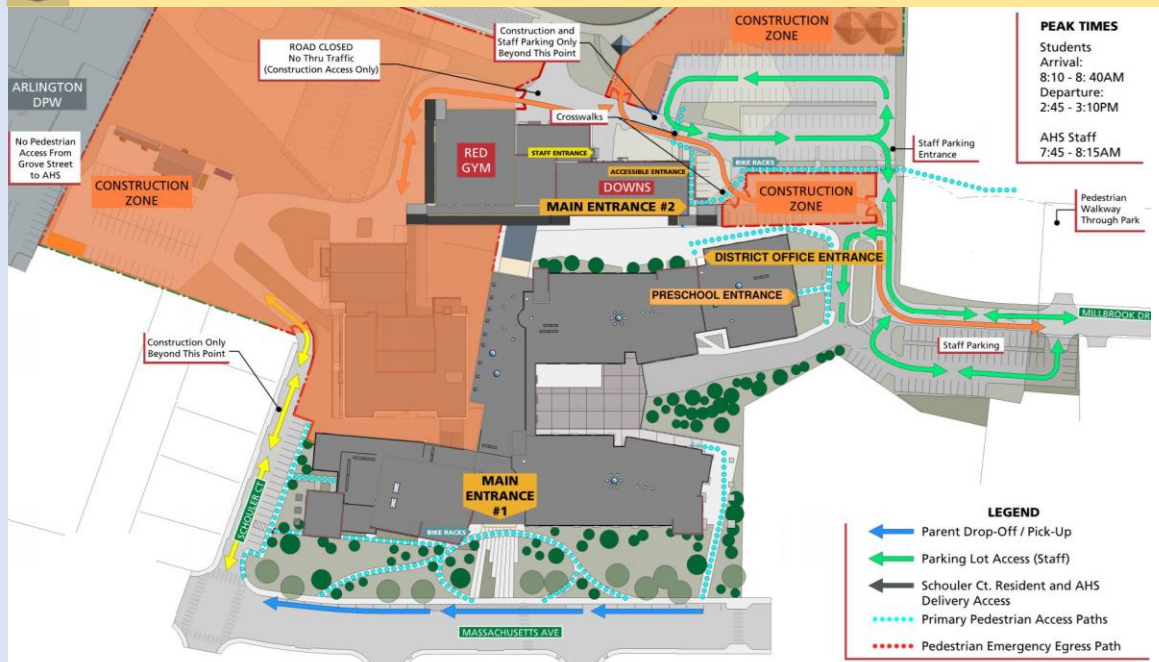 CONSTRUCTION
ZONE
PEAK TIMES
Students
Arrival:
8:10 - 8: 40AM
Departure:
2:45 - 3:10PM
AHS Staff
7:45 - 8:15AM
Construction and
Staff Parking Only
Beyond This Point
ROAD CLOSED
No Thru Traffic
(Construction Access Only)
ARLINGTON
DPW
No Pedestrian
Access From
Grove Street
to AHS
Crosswalks
Staff Parking
Entrance
RED
GYM
STAFF ENTRANCE
ACCESSIBLE ENTRANCE
BIKE RACKS
CONSTRUCTION
ZONE
DOWNS
CONSTRUCTION
ZONE
MAIN ENTRANCE #2
Pedestrian
Walkway
Through Park
DISTRICT OFFICE ENTRANCE
PRESCHOOL ENTRANCE
MILLBROOK DR
Staff Parking
Construction Only
Beyond This Point
SCHOULER CT
MAIN
ENTRANCE
#1
BIKE RACKS
MASSACHUSETTS AVE
LEGEND
Parent Drop-Off / Pick-Up
Parking Lot Access (Staff)
Schouler Ct. Resident and AHS
Delivery Access
Primary Pedestrian Access Paths
Pedestrian Emergency Egress Path